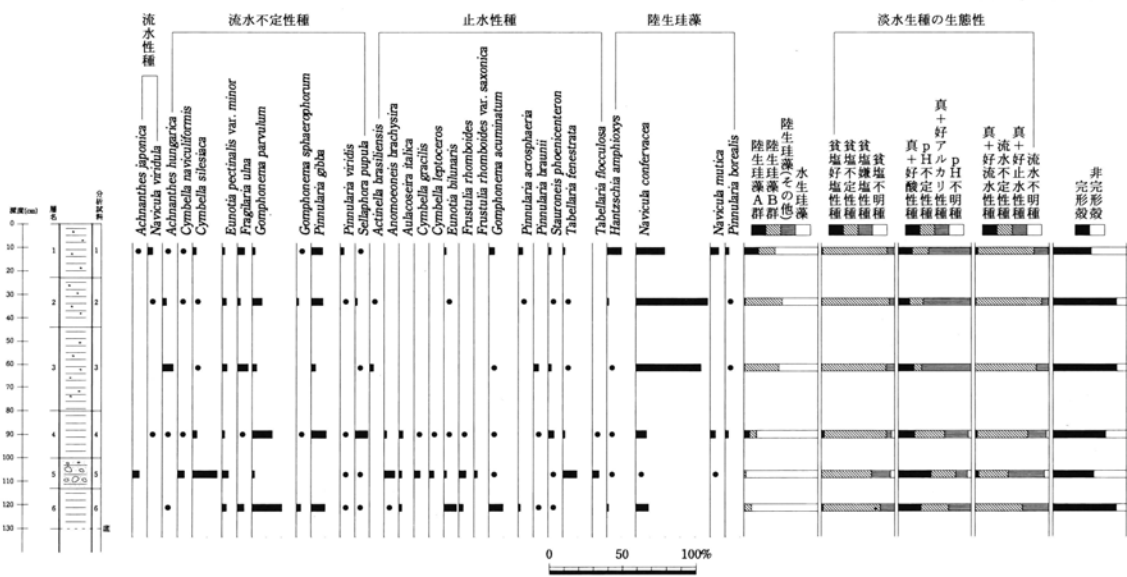 流水性種
流水不定性種
止水性種
陸生珪藻
淡水生種の生態性
Achnanthes japonica
Navicula viridula
Achnanthes hungarica
Cymbella naviculiformis
Cymbella silesiaca
Eunotia pectinalis var. minor
Fragilaria ulna
Gomphonema parvulum
Gomphonema sphaerophorum
Pinnularia gibba
Pinnularia viridis
Sellaphora pupula
Actinella brasiliensis
Anomoeoneis brachysira
Aulacoseira italica
Cymbella gracilis
Cymbella leptoceros
Eunotia bilunaris
Frustulia rhomboides
Frustulia rhomboides var. saxonica
Gomphonema acuminatum
Pinnularia acrosphaeria
Pinnularia braunii
Stauroneis phoenicenteron
Tabellaria fenestrata
Tabellaria flocculosa
Hantzschia amphioxys
Navicula confervacea
Navicula mutica
Pinnularia borealis
陸生珪藻A群
陸生珪藻B群
陸生珪藻(その他)
水生珪藻
貧塩好塩性種
貧塩不定性種
貧塩嫌塩性種
貧塩不明種
真＋好酸性種
pH不定性種
真＋好アルカリ性種
pH不明種
真＋好流水性種
流水不定性種
真＋好止水性種
流水不明種
完形殻
非完形殻
深度(cm)
層名
分析試料
0
10
20
30
40
50
60
70
80
90
100
110
120
130
1
2
3
4
5
6
1
2
3
4
5
6
底
0 50 100%